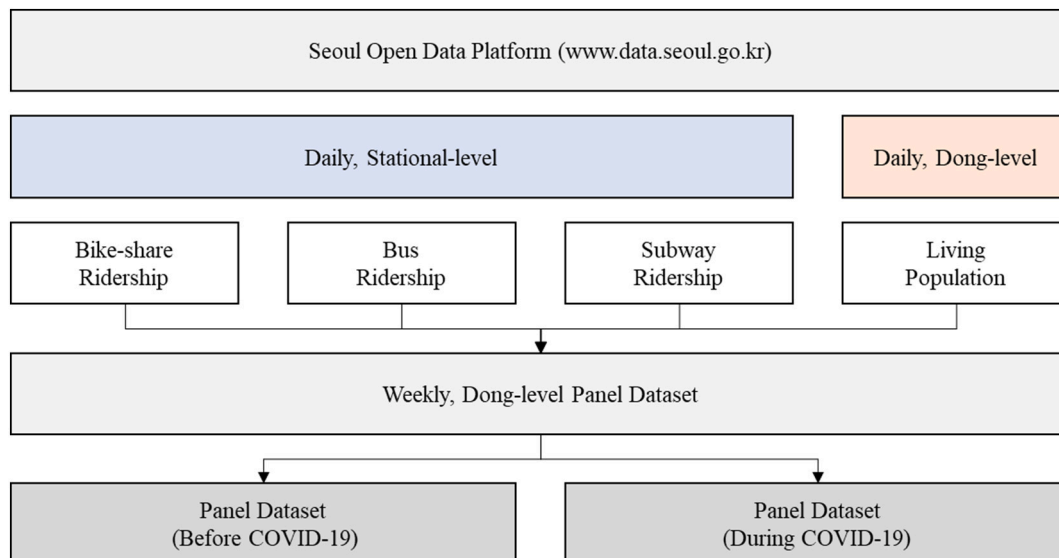 Seoul Open Data Platform (www.data.seoul.go.kr)
Daily, Stational-level
Daily, Dong-level
Bike-share
Ridership
Bus
Ridership
Subway
Ridership
Living
Population
Weekly, Dong-level Panel Dataset
Panel Dataset
(Before COVID-19)
Panel Dataset
(During COVID-19)